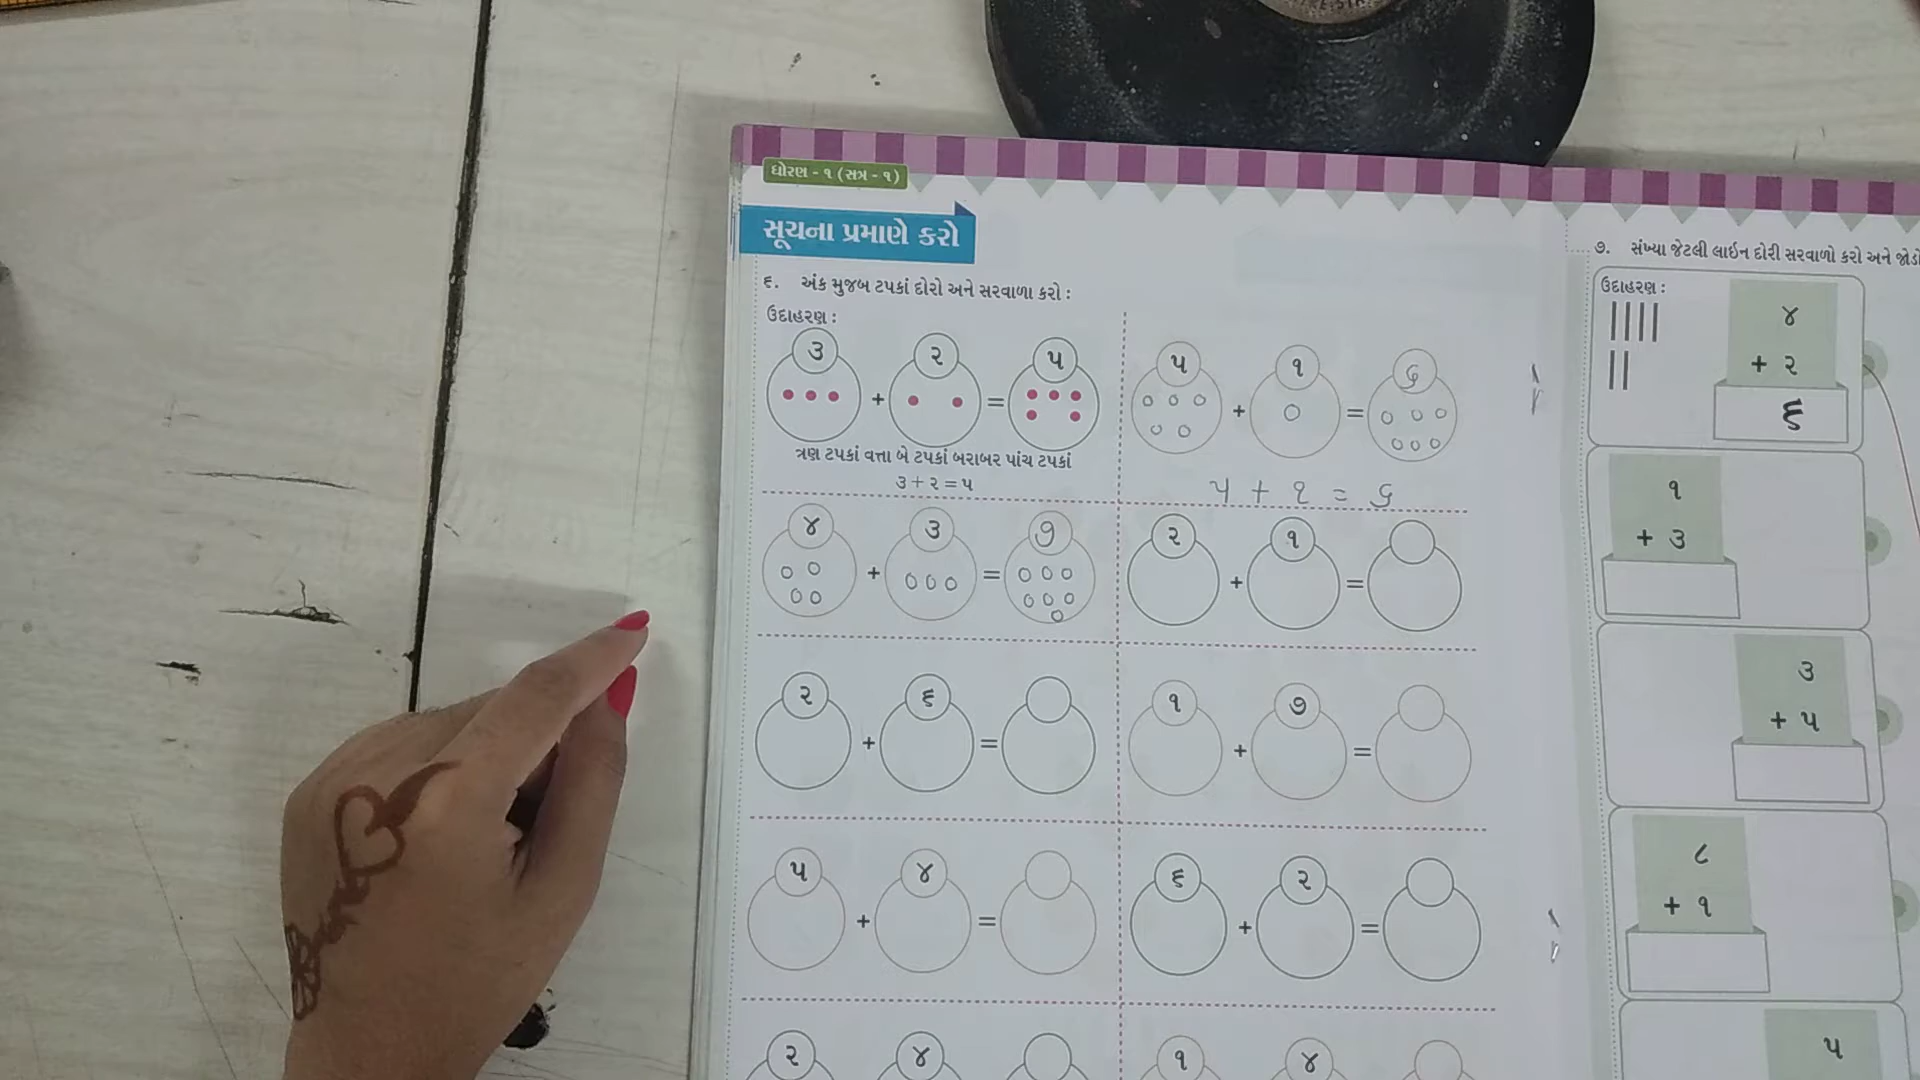 ધોરણ - ૧ (સત્ર - ૧)
સૂચના પ્રમાણે કરો
૬. અંક મુજબ ટપકાં દોરો અને સરવાળા કરો :
ઉદાહરણ :
૩ + ૨ = ૫
ત્રણ ટપકાં વત્તા બે ટપકાં બરાબર પાંચ ટપકાં
૩ + ૨ = ૫
૫ + ૧ = ૬
૫ + ૧ = ૬
૪ + ૩ = ૭
૨ + ૧ =
૨ + ૬ =
૧ + ૭ =
૫ + ૪ =
૬ + ૨ =
૨ ૪
૧ ૪
૭. સંખ્યા જેટલી લાઇન દોરી સરવાળો કરો અને જોડો
ઉદાહરણ :
૪
+ ૨
૬
૧
+ ૩
૩
+ ૫
૮
+ ૧
૫